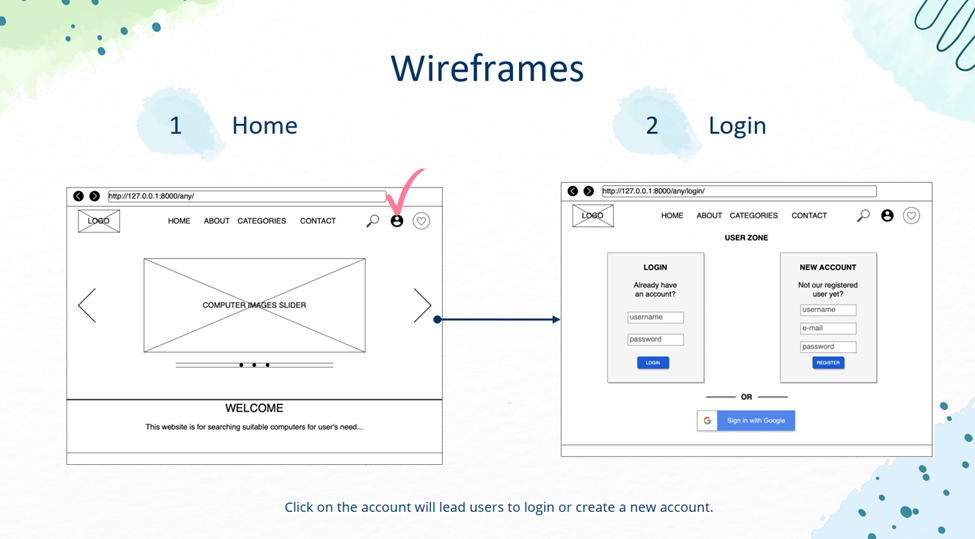 Wireframes
1 Home
2 Login
http://127.0.0.1:8000/any/
LOGO HOME ABOUT CATEGORIES CONTACT
COMPUTER IMAGES SLIDER
WELCOME
This website is for searching suitable computers for user's need...
http://127.0.0.1:8000/any/login/
LOGO HOME ABOUT CATEGORIES CONTACT
USER ZONE
LOGIN
Already have
an account?
username
password
LOGIN
NEW ACCOUNT
Not our registered
user yet?
username
e-mail
password
REGISTER
OR
G Sign in with Google
Click on the account will lead users to login or create a new account.